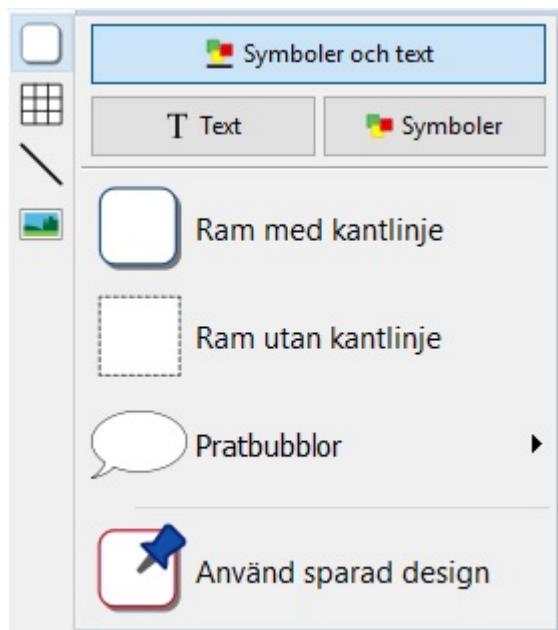 Symboler och text
T Text
Symboler
Ram med kantlinje
Ram utan kantlinje
Pratbubblor
Använd sparad design